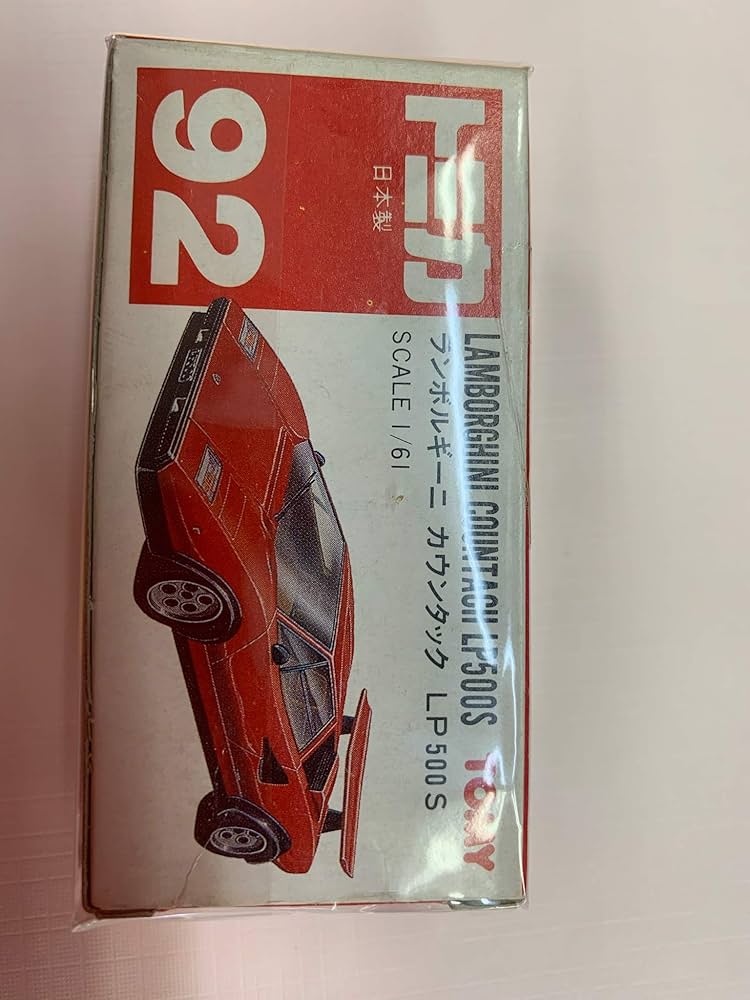 トミカ
日本製
92
LAMBORGHINI COUNTACH LP500S
ランボルギーニ カウンタック LP500S
SCALE 1/61
TOMY